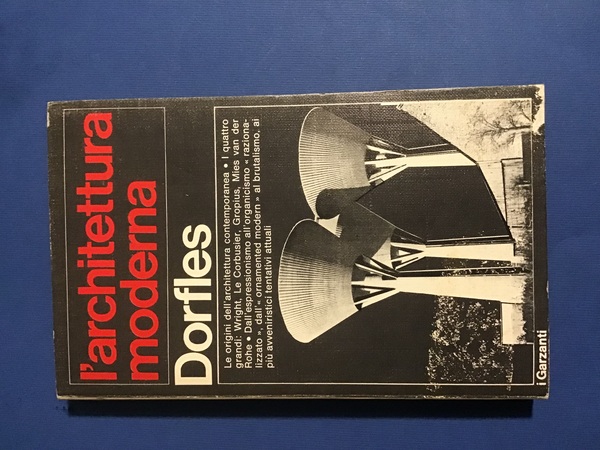 l'architettura
moderna
Dorfles
Le origini dell'architettura contemporanea • I quattro
grandi: Wright, Le Corbusier, Gropius, Mies van der
Rohe • Dall'espressionismo all'organicismo « raziona-
lizzato », dall'« ornamented modern » al brutalismo, ai
più avveniristici tentativi attuali
i Garzanti